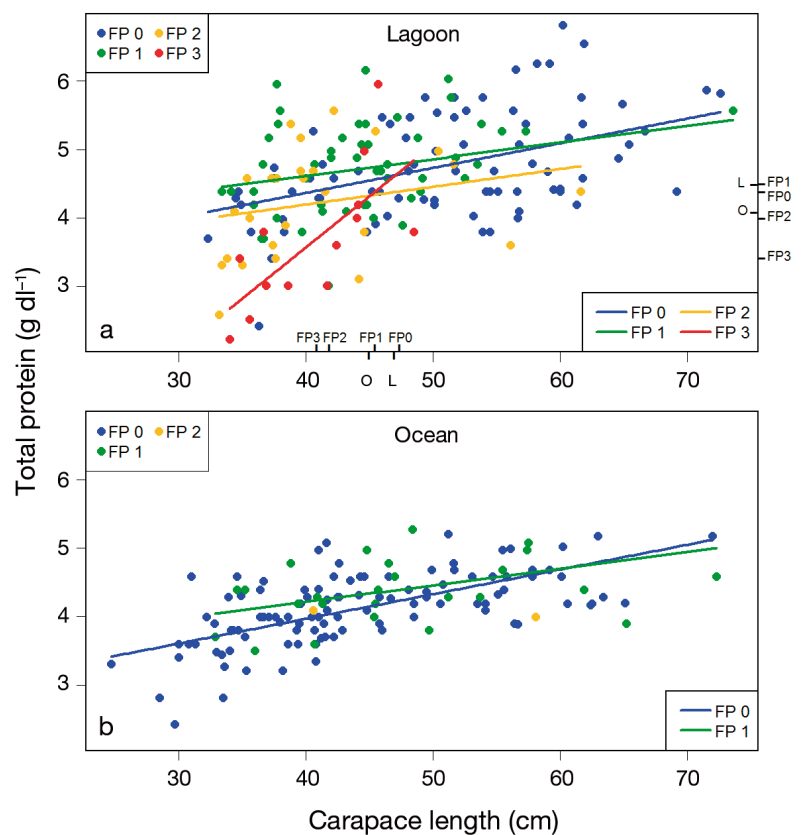 FP 0 FP 2
FP 1 FP 3
Lagoon
6
5
4
3
L FP1
FP0
O
FP2
FP3
a
FP 0 FP 2
FP 1 FP 3
FP3 FP2 FP1 FP0
30 40 50 60 70
O L
Total protein (g dl⁻¹)
FP 0 FP 2
FP 1
Ocean
6
5
4
3
b
FP 0
FP 1
30 40 50 60 70
Carapace length (cm)